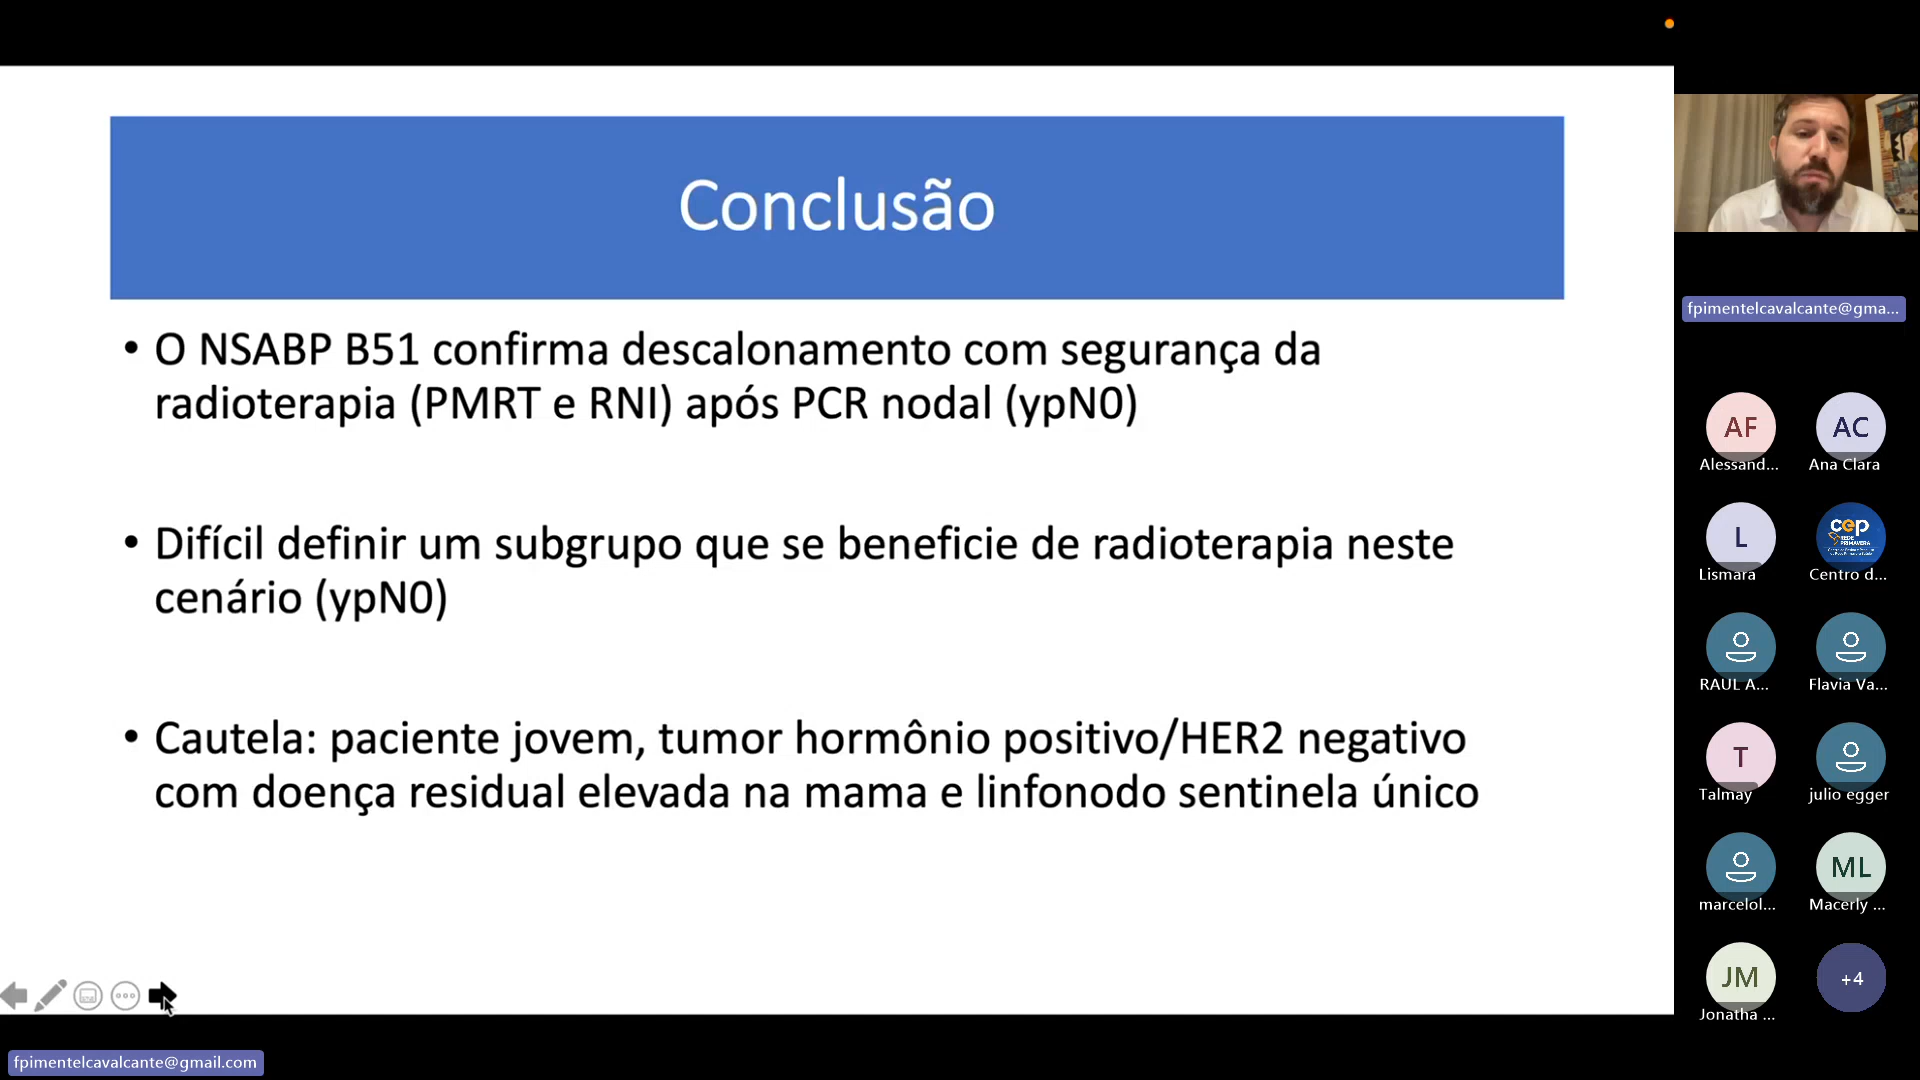 Conclusão
• O NSABP B51 confirma descalonamento com segurança da
radioterapia (PMRT e RNI) após PCR nodal (ypN0)
• Difícil definir um subgrupo que se beneficie de radioterapia neste
cenário (ypN0)
• Cautela: paciente jovem, tumor hormônio positivo/HER2 negativo
com doença residual elevada na mama e linfonodo sentinela único
fpimentelcavalcante@gmail.com
fpimentelcavalcante@gma...
AF
AC
Alessand...
Ana Clara
L
cep
REDE
PRIMAVERA
Lismara
Centro d...
RAUL A...
Flavia Va...
T
Talmay
julio egger
ML
marcelol...
Macerly ...
JM
+4
Jonatha ...